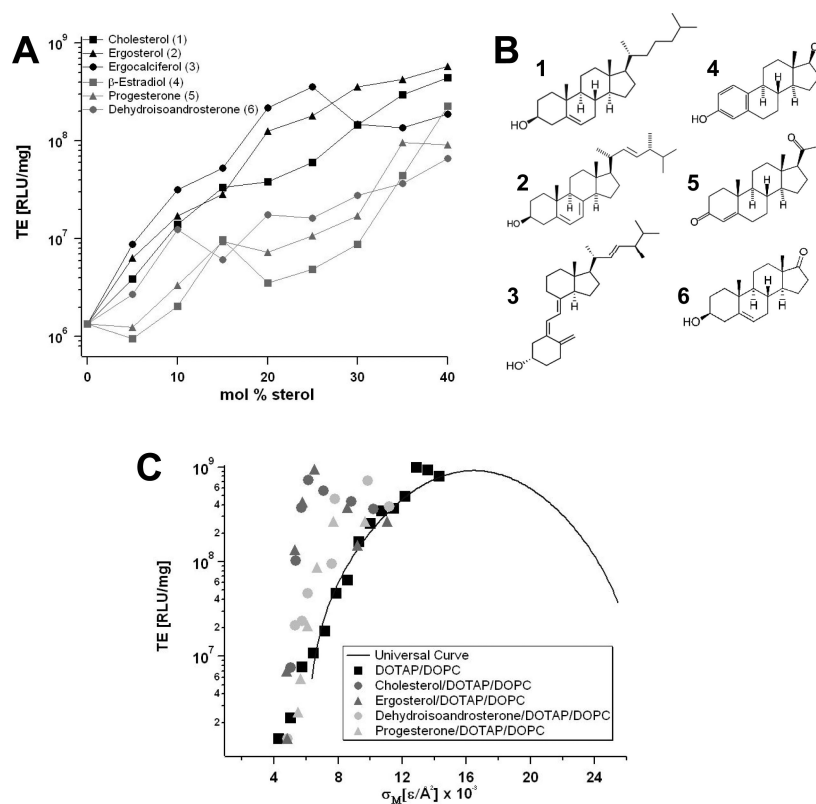 A
B
Cholesterol (1)
Ergosterol (2)
Ergocalciferol (3)
β-Estradiol (4)
Progesterone (5)
Dehydroisoandrosterone (6)
TE [RLU/mg]
10⁹
10⁸
10⁷
10⁶
0
10
20
30
40
mol % sterol
1
HO
H
H
H
4
HO
H
H
H
O
2
HO
H
H
5
O
O
H
H
H
3
H
HO
6
HO
H
H
H
O
C
TE [RLU/mg]
10⁹
8
6
4
2
10⁸
8
6
4
2
10⁷
8
6
4
2
4
8
12
16
20
24
σM[ε/Å²] x 10⁻³
Universal Curve
DOTAP/DOPC
Cholesterol/DOTAP/DOPC
Ergosterol/DOTAP/DOPC
Dehydroisoandrosterone/DOTAP/DOPC
Progesterone/DOTAP/DOPC